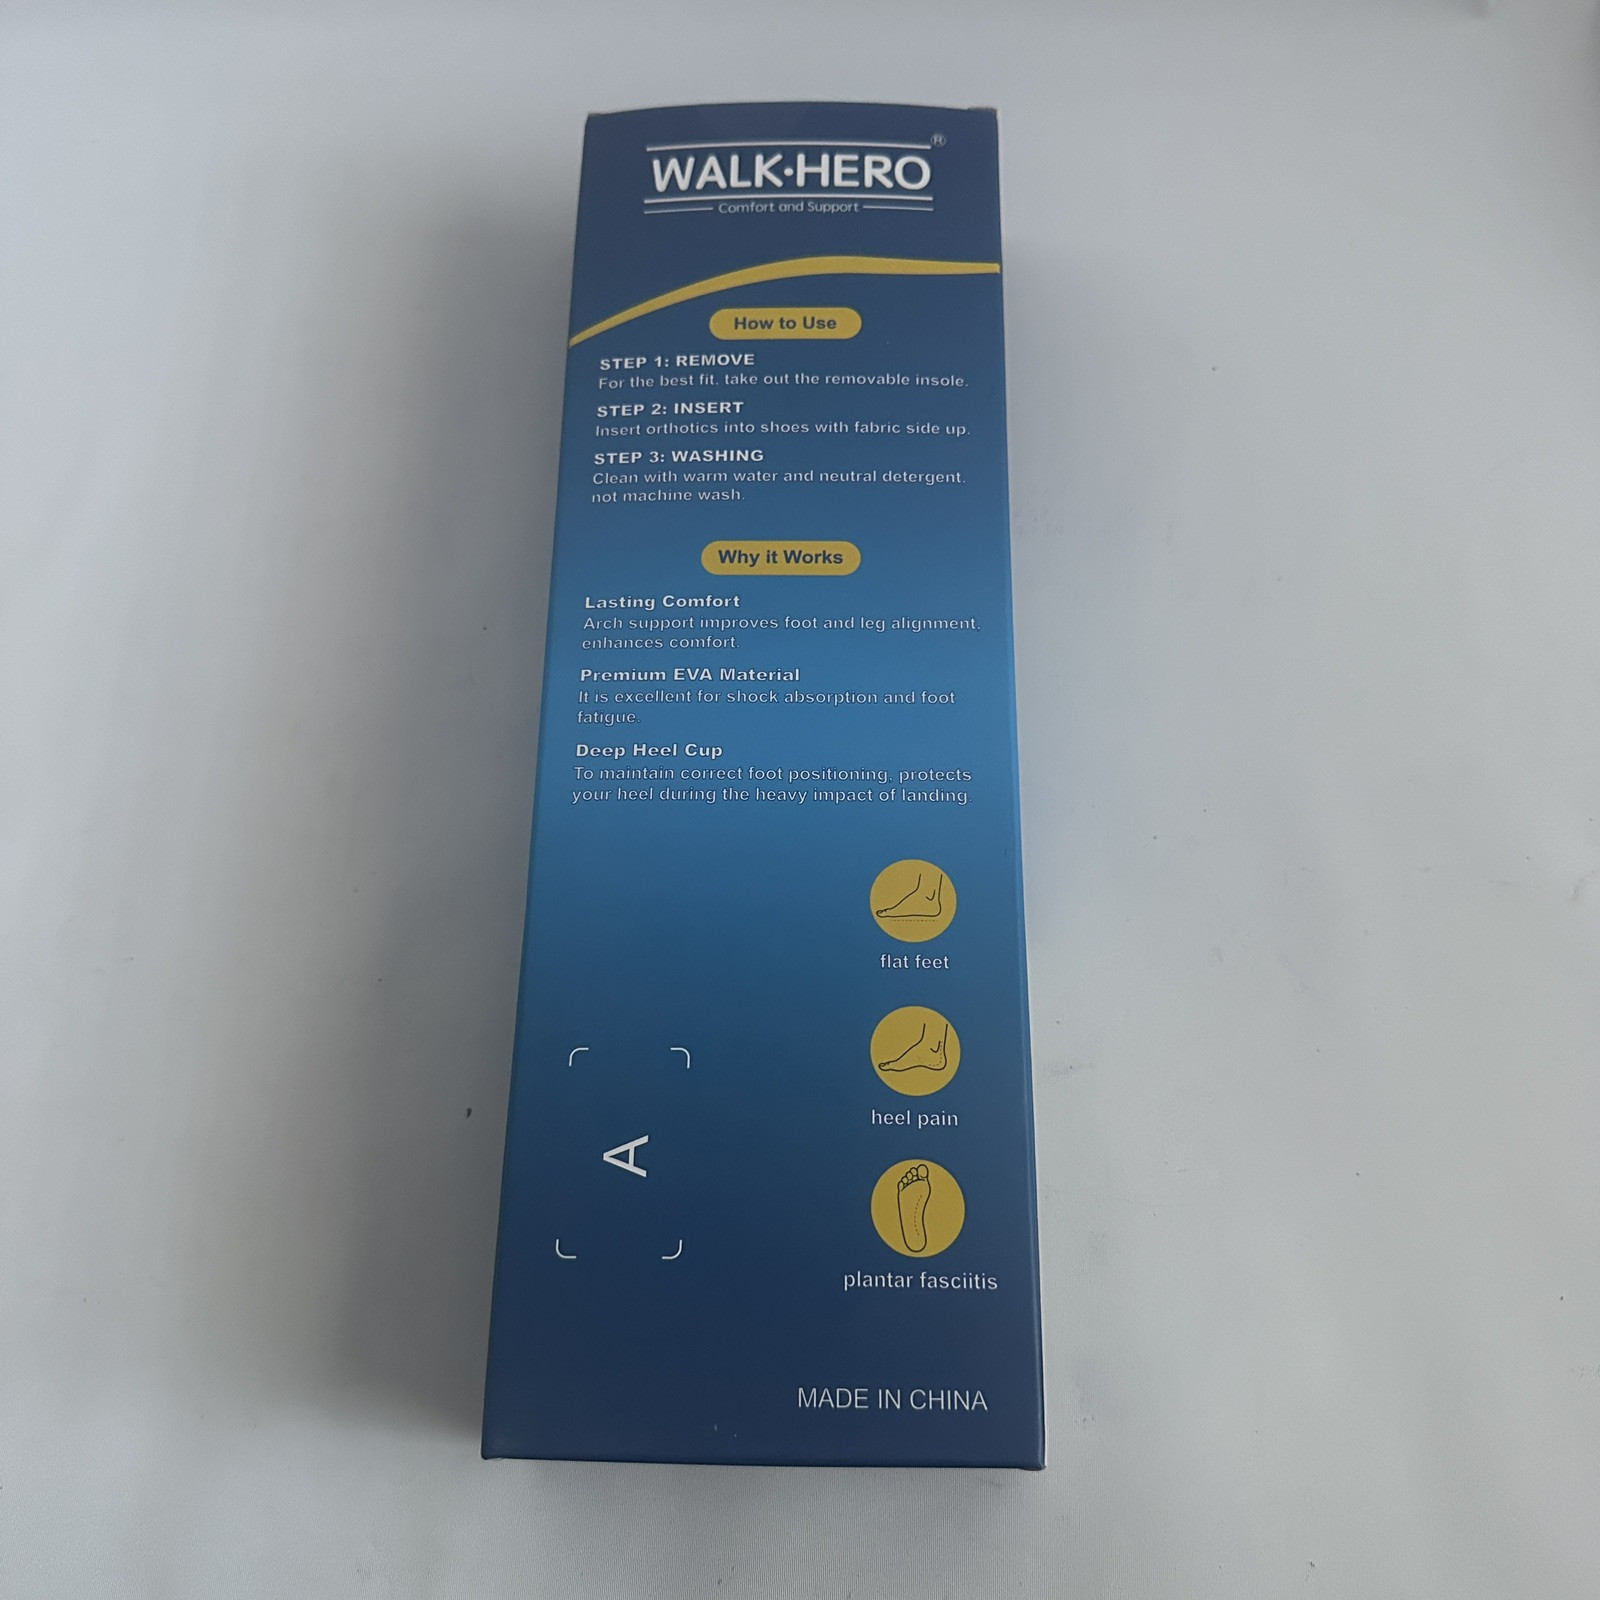 WALK·HERO®
Comfort and Support
How to Use
STEP 1: REMOVE
For the best fit, take out the removable insole.
STEP 2: INSERT
Insert orthotics into shoes with fabric side up.
STEP 3: WASHING
Clean with warm water and neutral detergent.
not machine wash.
Why it Works
Lasting Comfort
Arch support improves foot and leg alignment,
enhances comfort.
Premium EVA Material
It is excellent for shock absorption and foot
fatigue.
Deep Heel Cup
To maintain correct foot positioning, protects
your heel during the heavy impact of landing.
flat feet
heel pain
A
plantar fasciitis
MADE IN CHINA